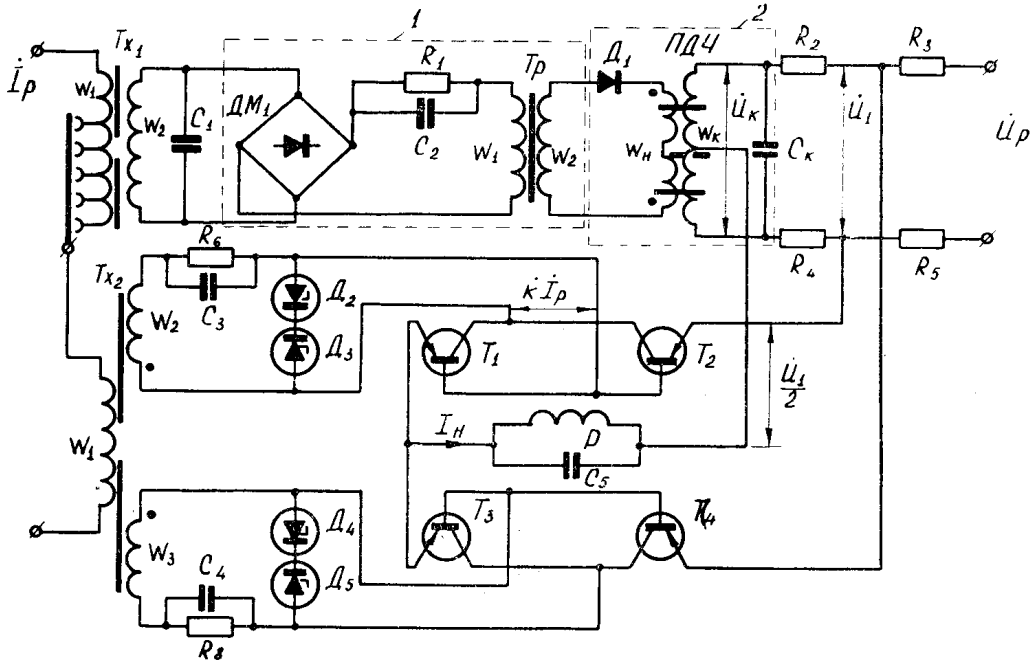 1
2
İp
Тх1
W1
W2
C1
ДМ1
R1
C2
W1
Тр
W2
Д1
ПДЧ
Wн
Wк
U̇к
Cк
R2
U̇1
R3
U̇р
R4
R5
Тх2
W2
R6
C3
Д2
Д3
k̇ İp
T1
T2
U̇1/2
W1
Iн
Р
C5
W3
C4
R8
Д4
Д5
T3